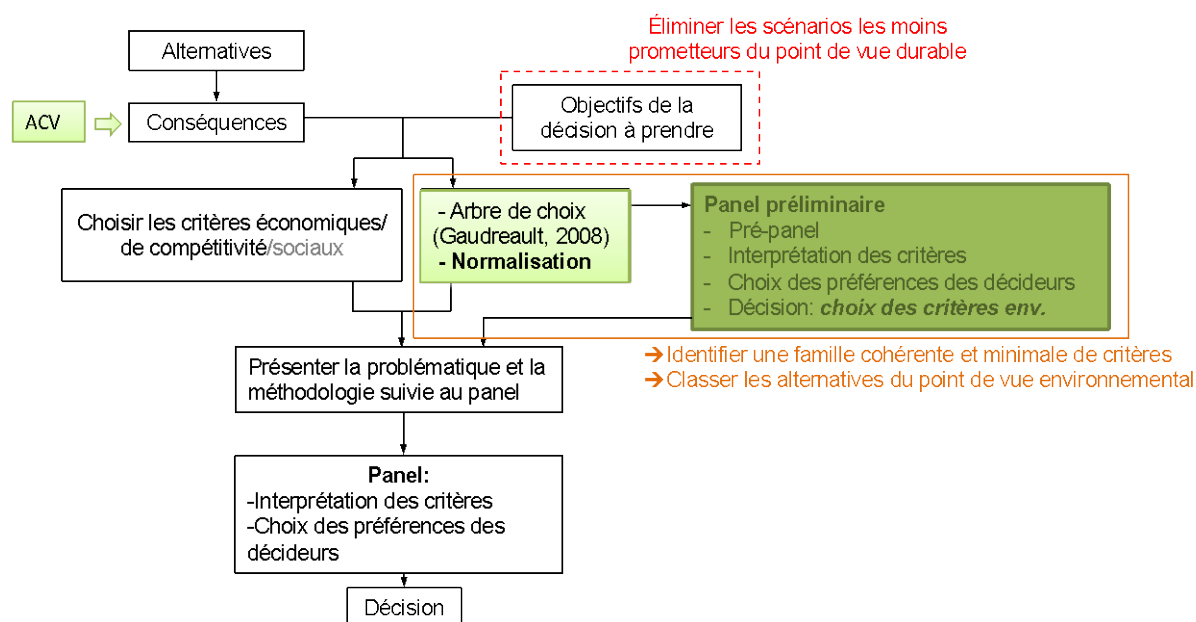 Éliminer les scénarios les moins
prometteurs du point de vue durable
Alternatives
ACV
Conséquences
Objectifs de la
décision à prendre
Choisir les critères économiques/
de compétitivité/sociaux
- Arbre de choix
(Gaudreault, 2008)
- Normalisation
Panel préliminaire
- Pré-panel
- Interprétation des critères
- Choix des préférences des décideurs
- Décision: choix des critères env.
➔ Identifier une famille cohérente et minimale de critères
➔ Classer les alternatives du point de vue environnemental
Présenter la problématique et la
méthodologie suivie au panel
Panel:
-Interprétation des critères
-Choix des préférences des
décideurs
Décision